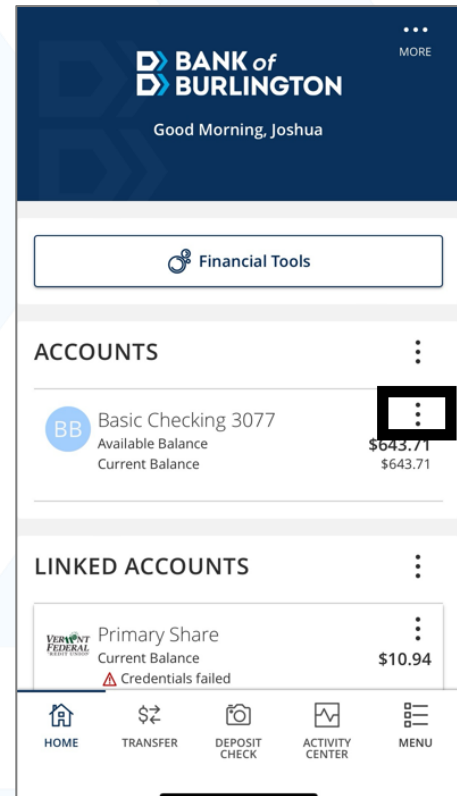 MORE
BANK of
BURLINGTON
Good Morning, Joshua
Financial Tools
ACCOUNTS
BB
Basic Checking 3077
Available Balance $643.71
Current Balance $643.71
LINKED ACCOUNTS
VERMONT
FEDERAL
CREDIT UNION
Primary Share
Current Balance $10.94
Credentials failed
HOME
TRANSFER
DEPOSIT
CHECK
ACTIVITY
CENTER
MENU